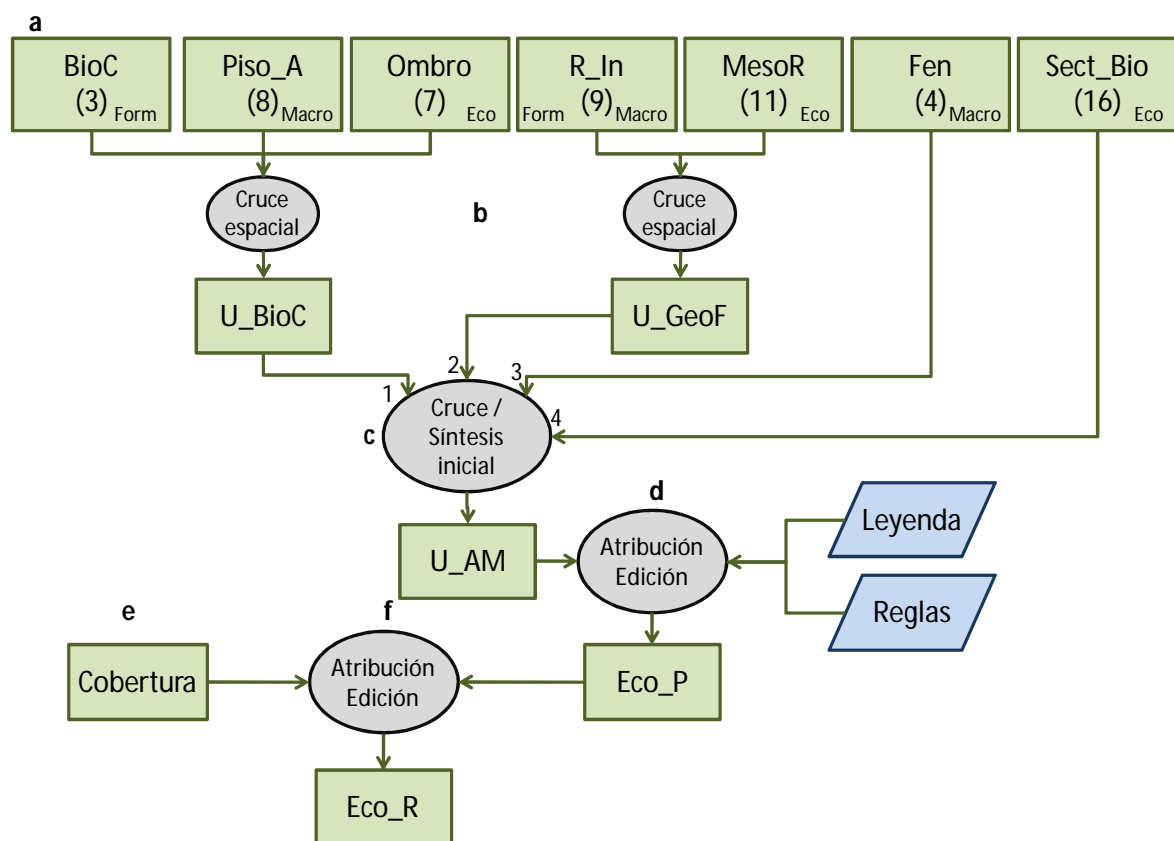 a
BioC
(3) Form
Piso_A
(8) Macro
Ombro
(7) Eco
R_In
Form (9) Macro
MesoR
(11) Eco
Fen
(4) Macro
Sect_Bio
(16) Eco
Cruce
espacial
b
Cruce
espacial
U_BioC
U_GeoF
1
2
3
4
c
Cruce /
Síntesis
inicial
d
U_AM
Atribución
Edición
Leyenda
Reglas
e
f
Cobertura
Atribución
Edición
Eco_P
Eco_R